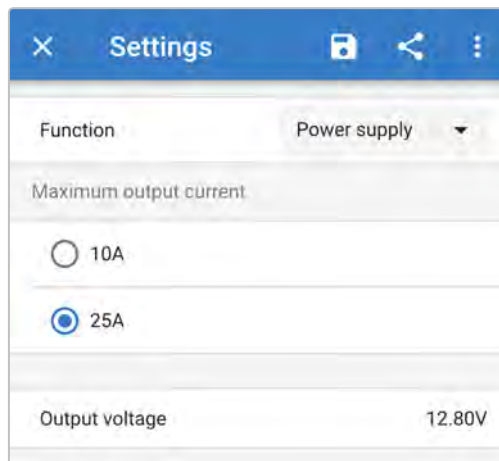 Settings
Function Power supply
Maximum output current
10A
25A
Output voltage 12.80V